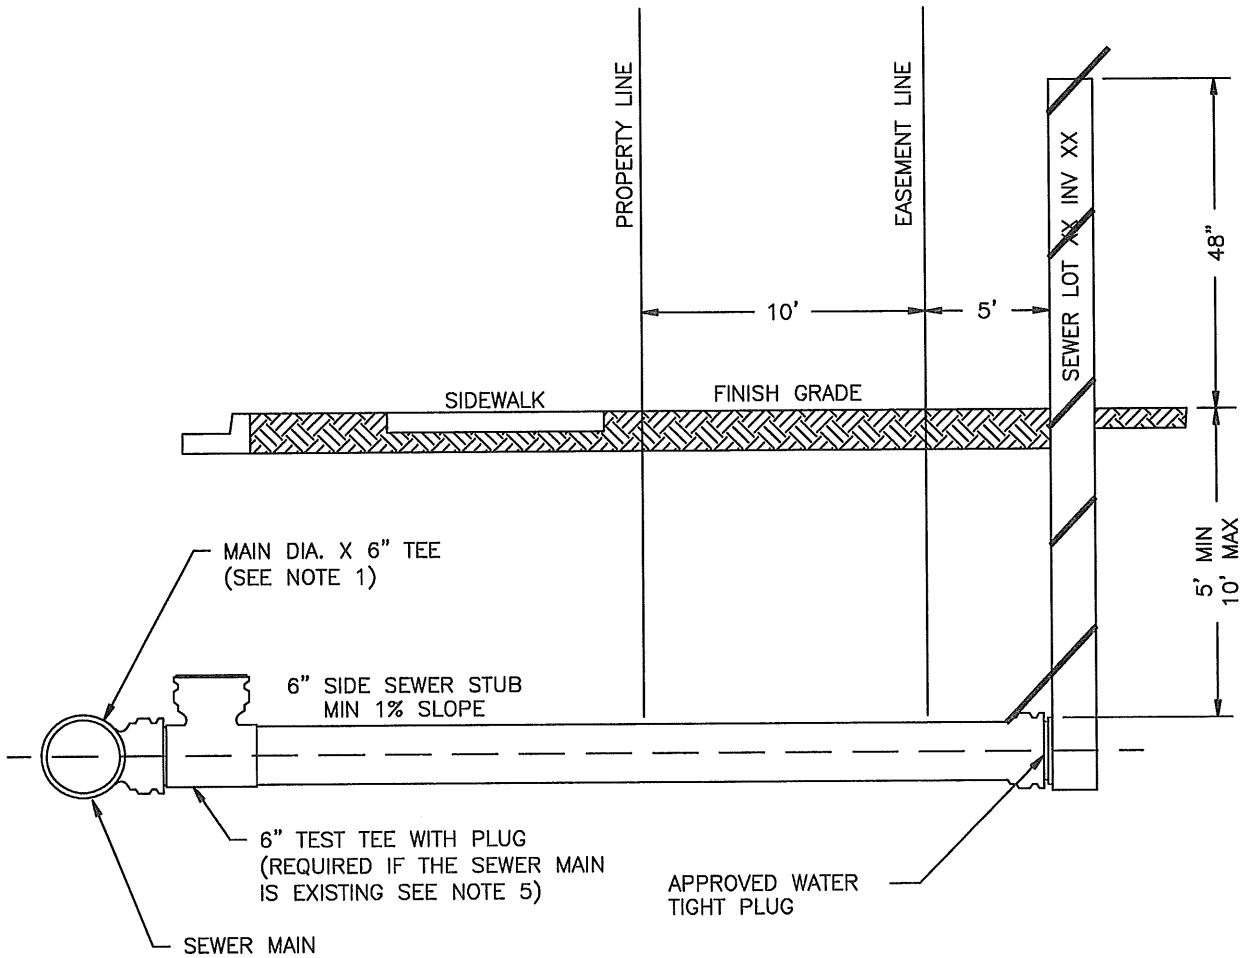 PROPERTY LINE
EASEMENT LINE
SEWER LOT XX INV XX
48"
10'
5'
SIDEWALK
FINISH GRADE
5' MIN
10' MAX
MAIN DIA. X 6" TEE
(SEE NOTE 1)
6" SIDE SEWER STUB
MIN 1% SLOPE
6" TEST TEE WITH PLUG
(REQUIRED IF THE SEWER MAIN
IS EXISTING SEE NOTE 5)
APPROVED WATER
TIGHT PLUG
SEWER MAIN